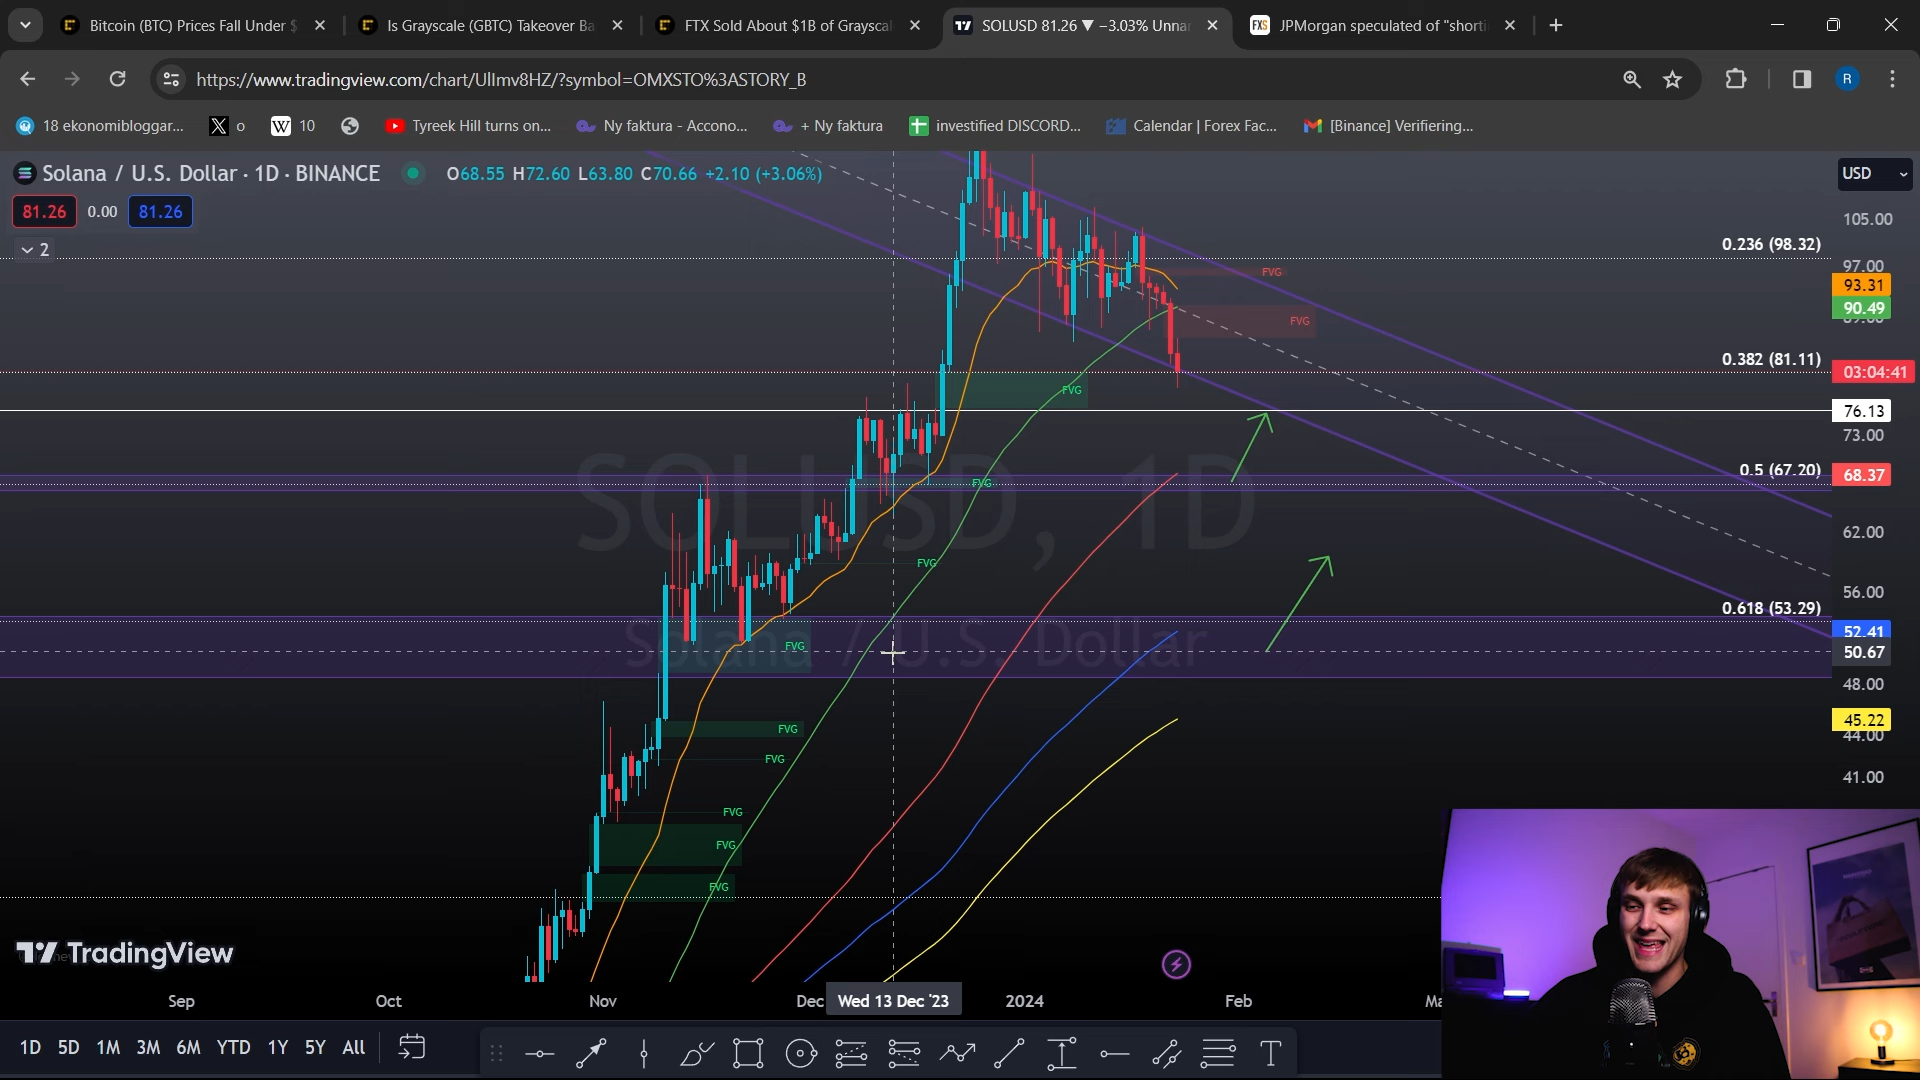 Bitcoin (BTC) Prices Fall Under $
Is Grayscale (GBTC) Takeover Ba
FTX Sold About $1B of Grayscal
SOLUSD 81.26 ▼ −3.03% Unna
JPMorgan speculated of "shorti
https://www.tradingview.com/chart/UlImv8HZ/?symbol=OMXSTO%3ASTORY_B
R
18 ekonomibloggar...
o
W 10
Tyreek Hill turns on...
Ny faktura - Accono...
+ Ny faktura
investified DISCORD...
Calendar | Forex Fac...
[Binance] Verifiering...
Solana / U.S. Dollar · 1D · BINANCE
O68.55 H72.60 L63.80 C70.66 +2.10 (+3.06%)
USD
81.26 0.00 81.26
2
105.00
0.236 (98.32)
97.00
FVG
93.31
90.49
FVG
0.382 (81.11)
03:04:41
FVG
76.13
73.00
0.5 (67.20)
68.37
FVG
SOLUSD, 1D
62.00
FVG
56.00
0.618 (53.29)
52.41
Solana / U.S. Dollar
FVG
50.67
48.00
45.22
44.00
FVG
FVG
41.00
FVG
FVG
FVG
TradingView
Sep
Oct
Nov
Dec
Wed 13 Dec '23
2024
Feb
1D 5D 1M 3M 6M YTD 1Y 5Y All
T